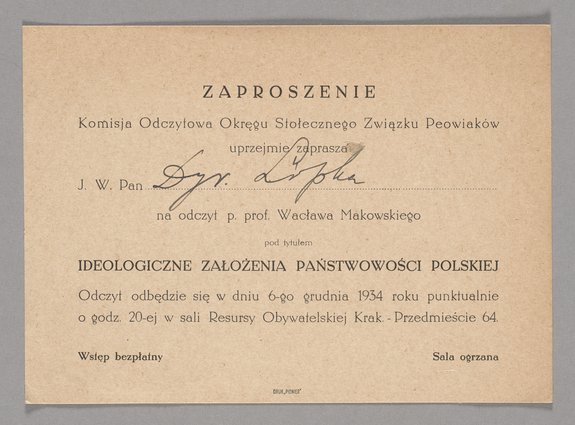 ZAPROSZENIE
Komisja Odczytowa Okręgu Stołecznego Związku Peowiaków
uprzejmie zaprasza
J. W. Pan Dyr.
na odczyt p. prof. Wacława Makowskiego
pod tytułem
IDEOLOGICZNE ZAŁOŻENIA PAŃSTWOWOŚCI POLSKIEJ
Odczyt odbędzie się w dniu 6-go grudnia 1934 roku punktualnie
o godz. 20-ej w sali Resursy Obywatelskiej Krak.-Przedmieście 64.
Wstęp bezpłatny Sala ogrzana
DRUK „PIONIER"